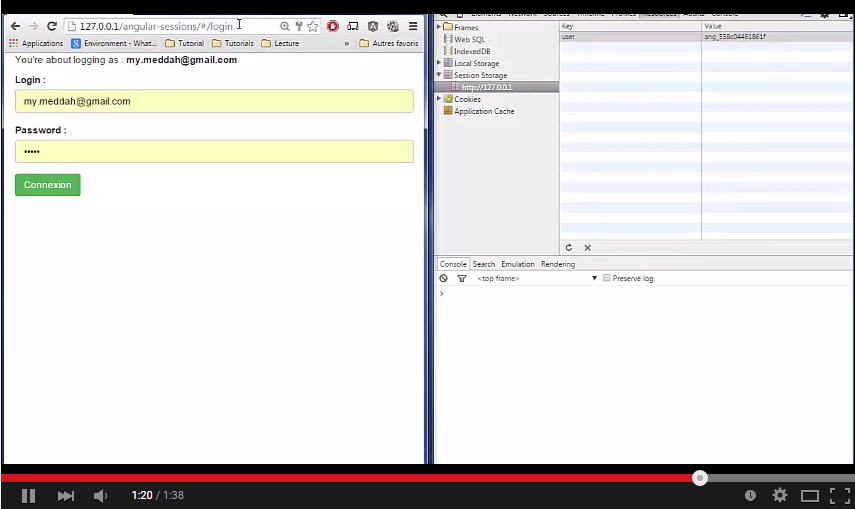 127.0.0.1/angular-sessions/#/login
Applications
Environment - What...
Tutorial
Tutorials
Lecture
»
Autres favoris
You're about logging as : my.meddah@gmail.com
Login :
my.meddah@gmail.com
Password :
•••••
Connexion
Elements Network Sources Timeline Profiles Resources Audits Console
Frames
Web SQL
IndexedDB
Local Storage
Session Storage
http://127.0.0.1
Cookies
Application Cache
Key Value
user ang_558c04461861f
Console Search Emulation Rendering
<top frame> Preserve log
1:20 / 1:38